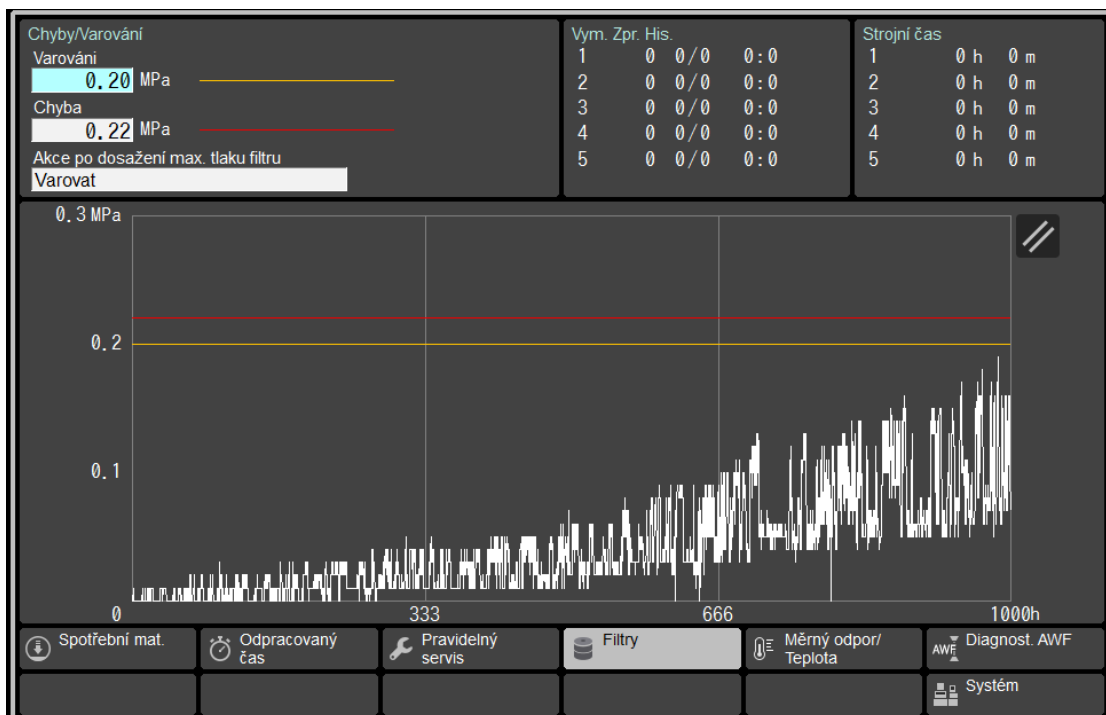 Chyby/Varování
Varováni
0.20 MPa
Chyba
0.22 MPa
Akce po dosažení max. tlaku filtru
Varovat
Vym. Zpr. His.
1 0 0/0 0:0
2 0 0/0 0:0
3 0 0/0 0:0
4 0 0/0 0:0
5 0 0/0 0:0
Strojní čas
1 0 h 0 m
2 0 h 0 m
3 0 h 0 m
4 0 h 0 m
5 0 h 0 m
0.3 MPa
0.2
0.1
0 333 666 1000h
Spotřební mat.
Odpracovaný
čas
Pravidelný
servis
Filtry
Měrný odpor/
Teplota
AWF
Diagnost. AWF
Systém